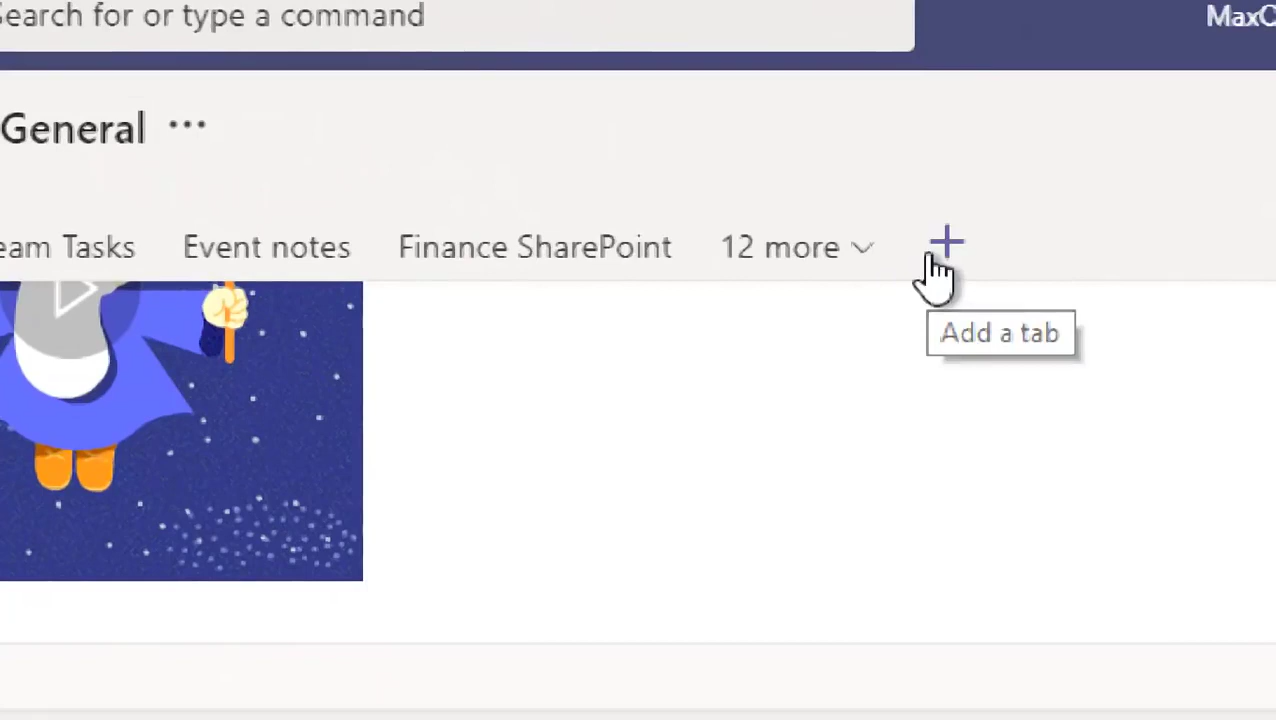 Search for or type a command
MaxC
General ...
eam Tasks
Event notes
Finance SharePoint
12 more
Add a tab